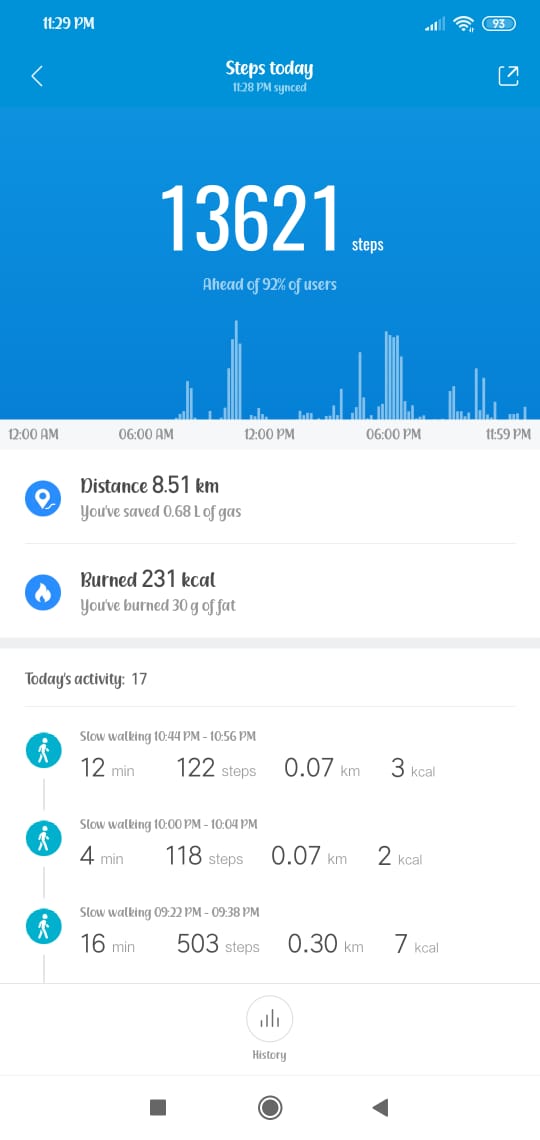 11:29 PM
93
Steps today
11:28 PM synced
13621 steps
Ahead of 92% of users
12:00 AM 06:00 AM 12:00 PM 06:00 PM 11:59 PM
Distance 8.51 km
You've saved 0.68 L of gas
Burned 231 kcal
You've burned 30 g of fat
Today's activity: 17
Slow walking 10:44 PM - 10:56 PM
12 min 122 steps 0.07 km 3 kcal
Slow walking 10:00 PM - 10:04 PM
4 min 118 steps 0.07 km 2 kcal
Slow walking 09:22 PM - 09:38 PM
16 min 503 steps 0.30 km 7 kcal
History